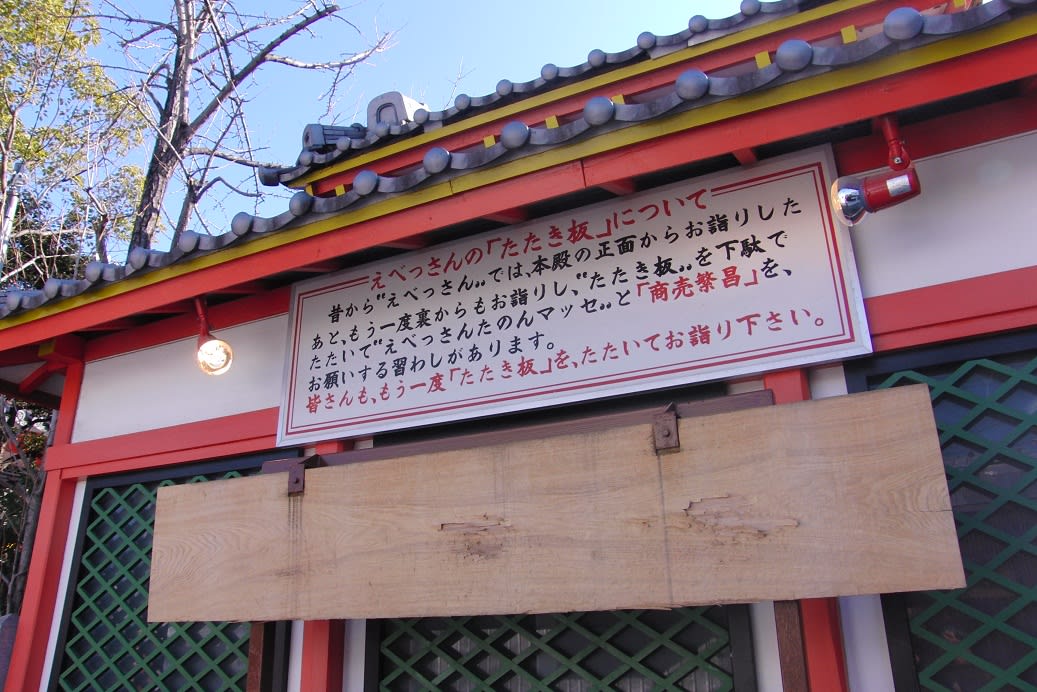 えべっさんの「たたき板」について
昔から"えべっさん"では、本殿の正面からお詣りした
あと、もう一度裏からもお詣りし、"たたき板"を下駄で
たたいて"えべっさんたのんマッセ"と「商売繁昌」を、
お願いする習わしがあります。
皆さんも、もう一度「たたき板」を、たたいてお詣り下さい。